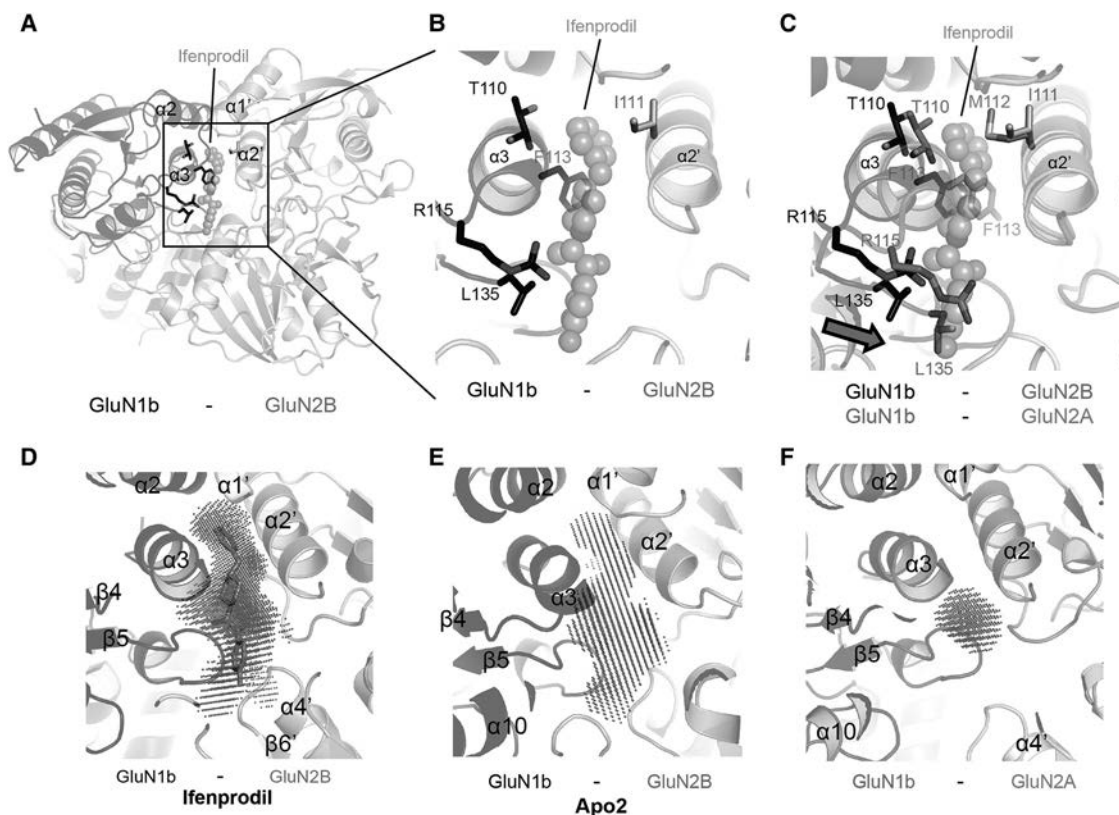 A
Ifenprodil
α2
α1'
α2'
α3
GluN1b - GluN2B
B
Ifenprodil
T110
I111
α3
F113
α2'
R115
L135
GluN1b - GluN2B
C
Ifenprodil
M112
I111
T110
T110
α3
α2'
F113
F113
R115
R115
L135
L135
GluN1b - GluN2B
GluN1b - GluN2A
D
α2
α1'
α2'
α3
β4
β5
α4'
β6'
GluN1b - GluN2B
Ifenprodil
E
α2
α1'
α2'
α3
β4
β5
α10
GluN1b - GluN2B
Apo2
F
α2
α1'
α2'
α3
β4
β5
α10
α4'
GluN1b - GluN2A